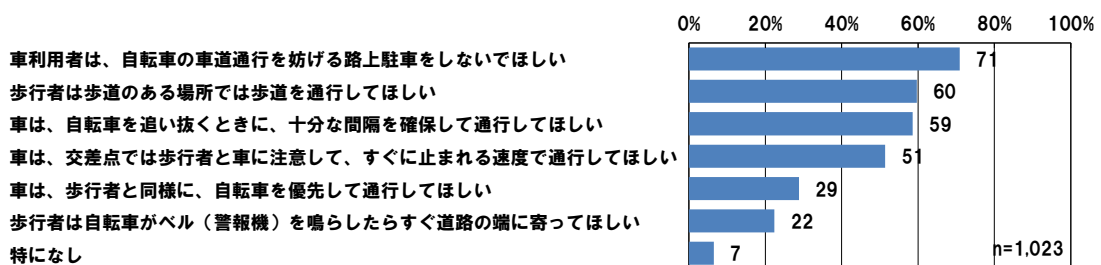 0% 20% 40% 60% 80% 100%
車利用者は、自転車の車道通行を妨げる路上駐車をしないでほしい 71
歩行者は歩道のある場所では歩道を通行してほしい 60
車は、自転車を追い抜くときに、十分な間隔を確保して通行してほしい 59
車は、交差点では歩行者と車に注意して、すぐに止まれる速度で通行してほしい 51
車は、歩行者と同様に、自転車を優先して通行してほしい 29
歩行者は自転車がベル（警報機）を鳴らしたらすぐ道路の端に寄ってほしい 22
特になし 7 n=1,023